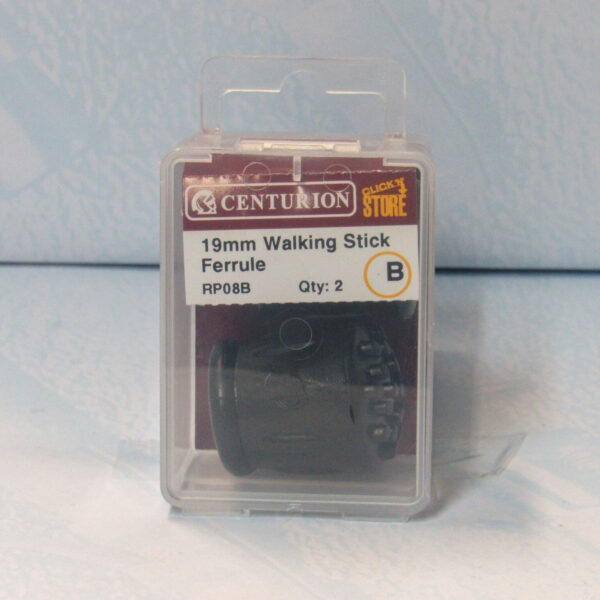 CENTURION
CLICK
STORE
19mm Walking Stick
Ferrule
RP08B Qty: 2
B